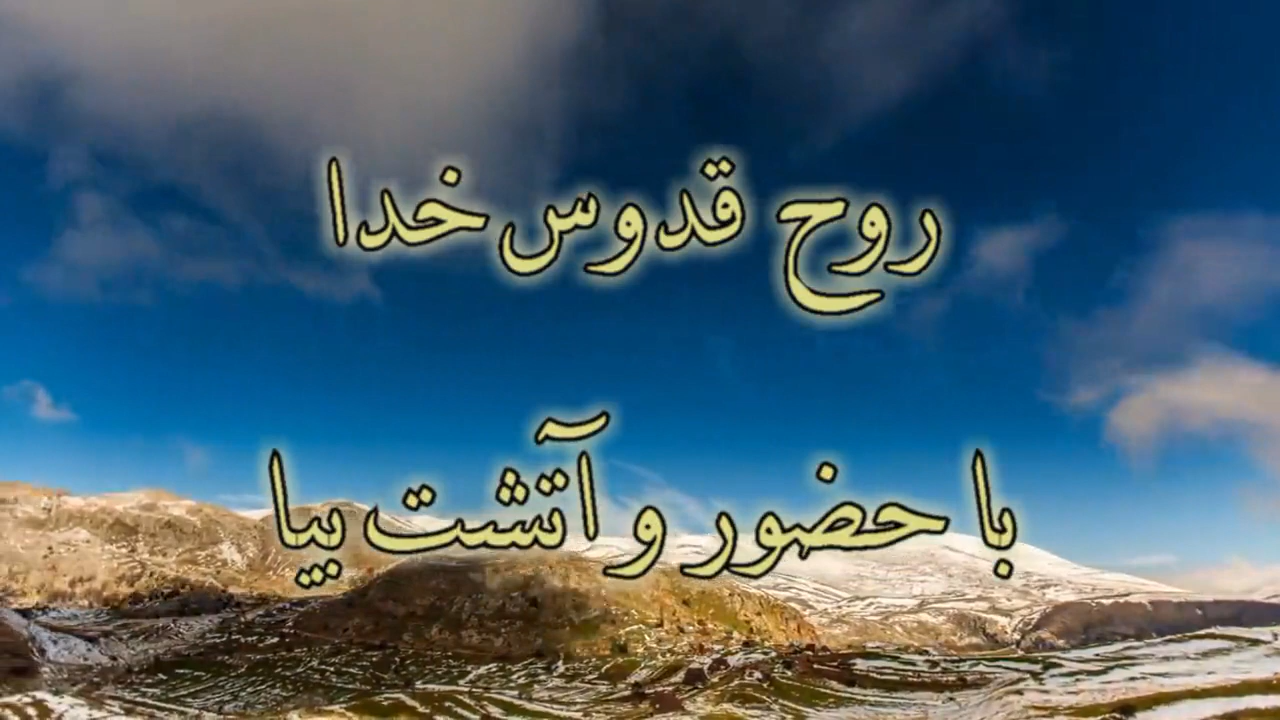 روح قدوس خدا
با حضور و آتشت بیا